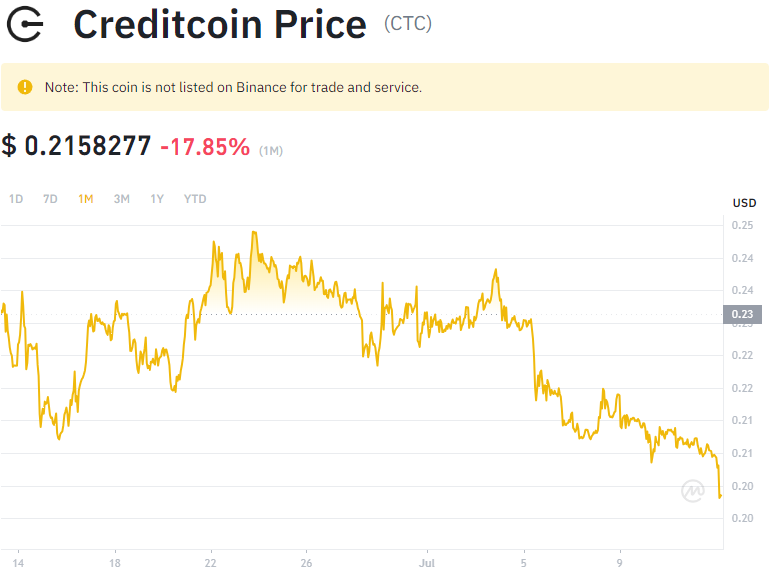 Creditcoin Price (CTC)
Note: This coin is not listed on Binance for trade and service.
$ 0.2158277 -17.85% (1M)
1D 7D 1M 3M 1Y YTD
USD
0.25
0.24
0.24
0.23
0.23
0.22
0.22
0.21
0.21
0.20
0.20
14 18 22 26 Jul 5 9